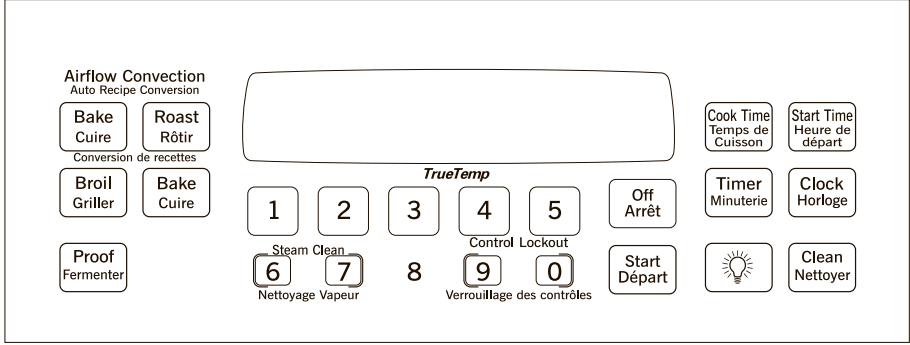 Airflow Convection
Auto Recipe Conversion
Bake
Cuire
Roast
Rôtir
Conversion de recettes
Broil
Griller
Bake
Cuire
Proof
Fermenter
TrueTemp
1 2 3 4 5
Steam Clean
Control Lockout
6 7 8 9 0
Nettoyage Vapeur
Verrouillage des contrôles
Off
Arrêt
Start
Départ
Cook Time
Temps de
Cuisson
Start Time
Heure de
départ
Timer
Minuterie
Clock
Horloge
Clean
Nettoyer